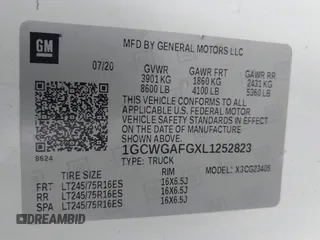 GM
MFD BY GENERAL MOTORS LLC
07/20
GVWR GAWR FRT GAWR RR
3901 KG 1860 KG 2431 KG
8600 LB 4100 LB 5360 LB
THIS VEHICLE CONFORMS TO ALL APPLICABLE U.S. FEDERAL MOTOR VEHICLE SAFETY STANDARDS IN EFFECT ON THE DATE OF MANUFACTURE SHOWN ABOVE.
8624
1GCWGAFGXL1252823
TYPE: TRUCK
MODEL: X3CG23405
TIRE SIZE RIM
FRT LT245/75R16ES 16X6.5J
RR LT245/75R16ES 16X6.5J
SPA LT245/75R16ES 16X6.5J